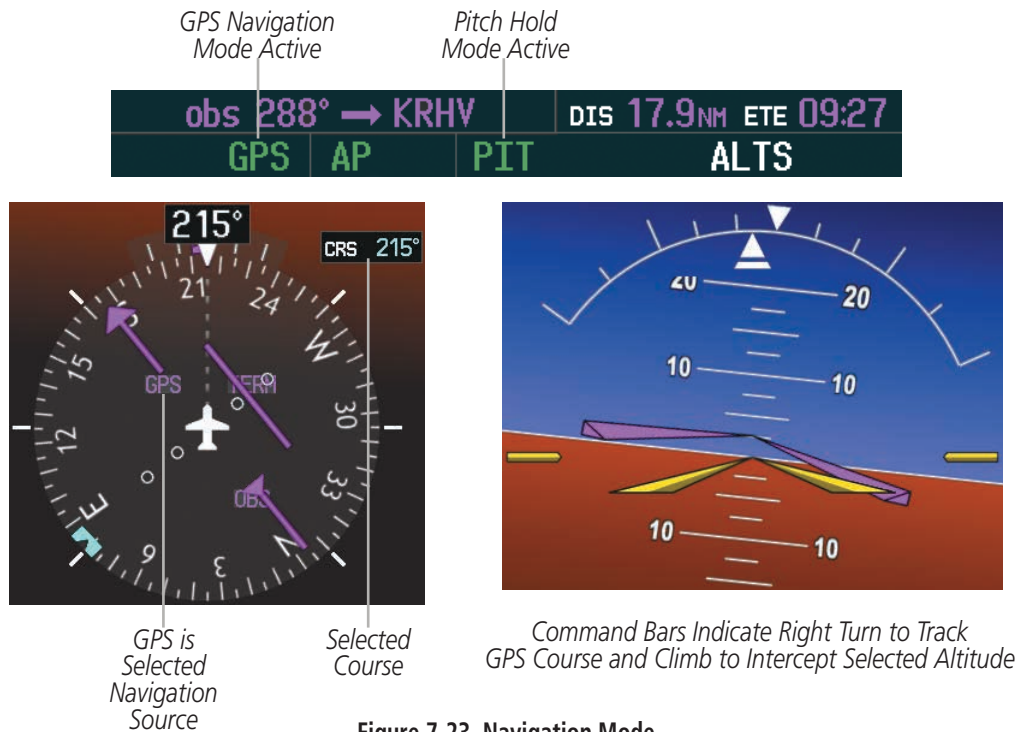 GPS Navigation
Mode Active
Pitch Hold
Mode Active
obs 288° → KRHV
DIS 17.9NM ETE 09:27
GPS AP PIT ALTS
215°
CRS 215°
21
24
W
30
33
N
3
6
E
12
15
GPS
TERM
OBS
20 20
10 10
10 10
GPS is
Selected
Navigation
Source
Selected
Course
Command Bars Indicate Right Turn to Track
GPS Course and Climb to Intercept Selected Altitude
Figure 7-23 Navigation Mode